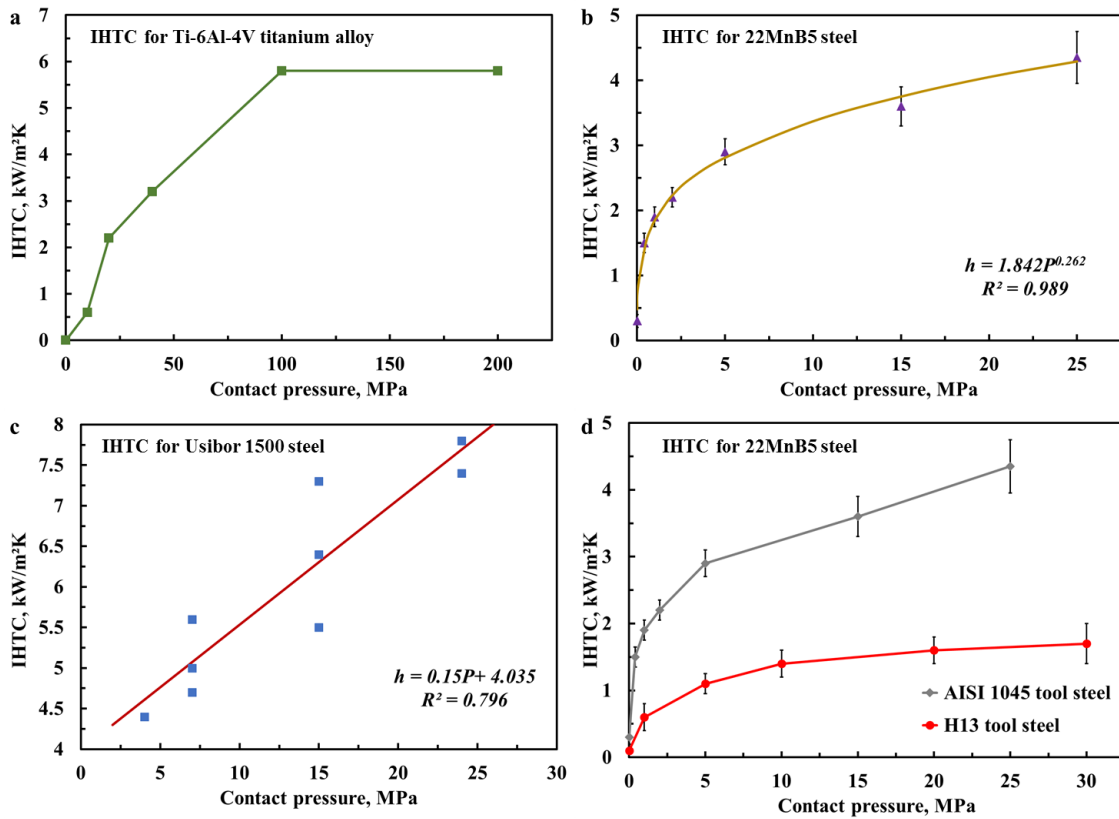 a
IHTC for Ti-6Al-4V titanium alloy
IHTC, kW/m²K
7
6
5
4
3
2
1
0
0 50 100 150 200
Contact pressure, MPa
b
IHTC for 22MnB5 steel
IHTC, kW/m²K
5
4
3
2
1
0
h = 1.842P^0.262
R² = 0.989
0 5 10 15 20 25
Contact pressure, MPa
c
IHTC for Usibor 1500 steel
IHTC, kW/m²K
8
7.5
7
6.5
6
5.5
5
4.5
4
h = 0.15P+ 4.035
R² = 0.796
0 5 10 15 20 25 30
Contact pressure, MPa
d
IHTC for 22MnB5 steel
IHTC, kW/m²K
5
4
3
2
1
0
AISI 1045 tool steel
H13 tool steel
0 5 10 15 20 25 30
Contact pressure, MPa